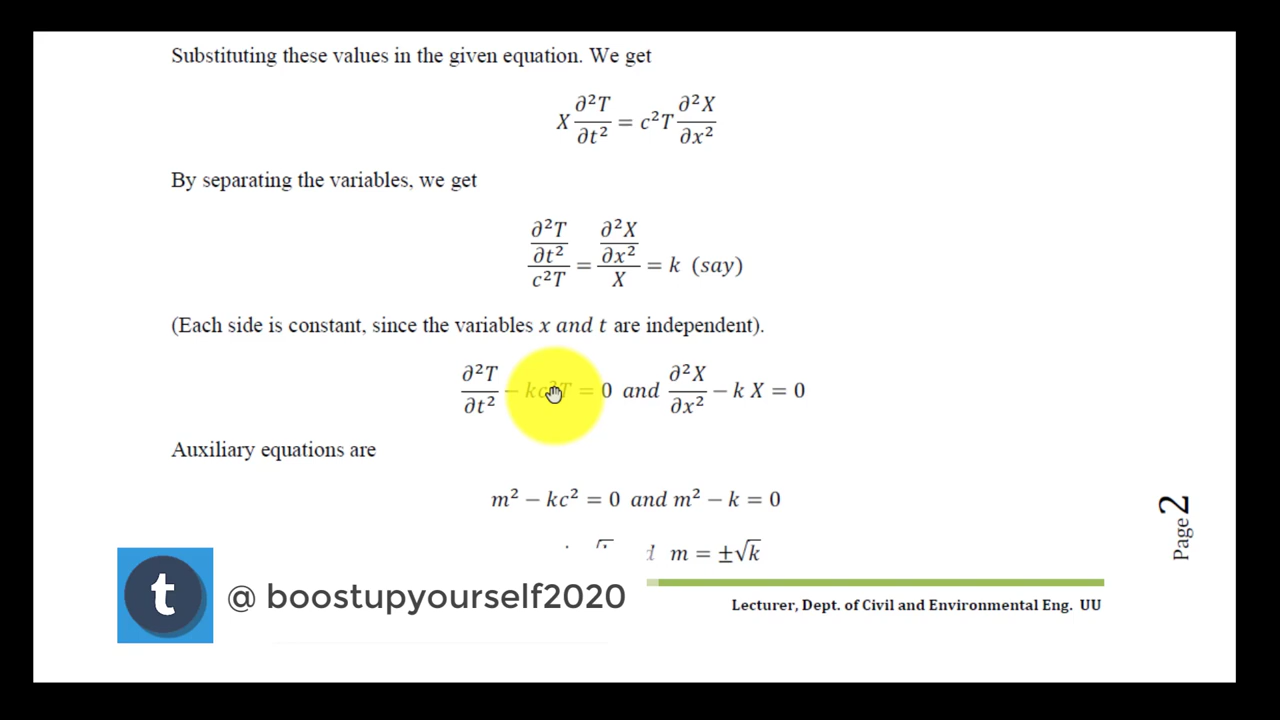 Substituting these values in the given equation. We get
X ∂²T/∂t² = c²T ∂²X/∂x²
By separating the variables, we get
(∂²T/∂t²)/(c²T) = (∂²X/∂x²)/X = k (say)
(Each side is constant, since the variables x and t are independent).
∂²T/∂t² − kc²T = 0 and ∂²X/∂x² − k X = 0
Auxiliary equations are
m² − kc² = 0 and m² − k = 0
m = ±√k
Page 2
t @ boostupyourself2020
Lecturer, Dept. of Civil and Environmental Eng. UU